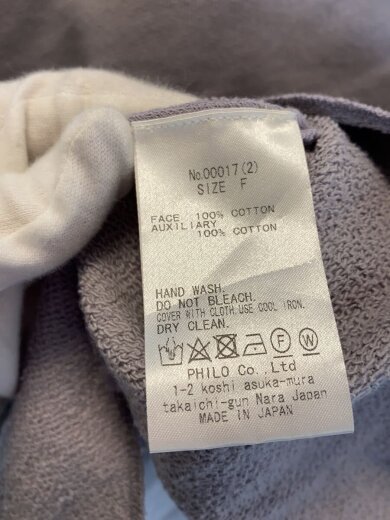 No.00017(2)
SIZE F
FACE 100% COTTON
AUXILIARY
100% COTTON
HAND WASH.
DO NOT BLEACH.
COVER WITH CLOTH.USE COOL IRON.
DRY CLEAN.
F W
PHILO Co., Ltd
1-2 koshi asuka-mura
takaichi-gun Nara Japan
MADE IN JAPAN